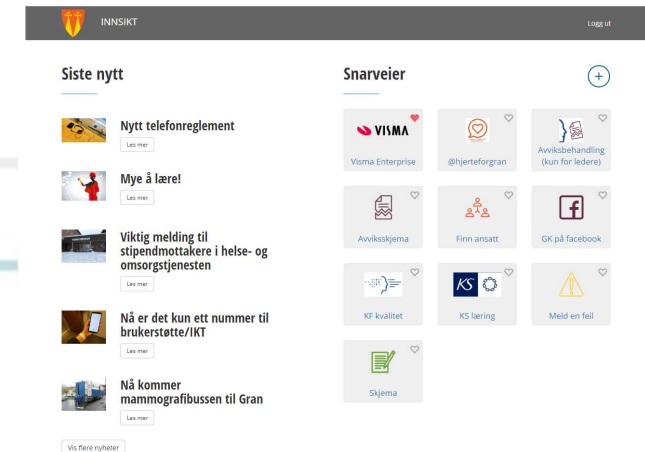 INNSIKT
Logg ut
Siste nytt
Nytt telefonreglement
Les mer
Mye å lære!
Les mer
Viktig melding til
stipendmottakere i helse- og
omsorgstjenesten
Les mer
Nå er det kun ett nummer til
brukerstøtte/IKT
Les mer
Nå kommer
mammografibussen til Gran
Les mer
Vis flere nyheter
Snarveier
VISMA
Visma Enterprise
@hjerteforgran
Avviksbehandling
(kun for ledere)
Avviksskjema
Finn ansatt
GK på facebook
KF kvalitet
KS
KS læring
Meld en feil
Skjema